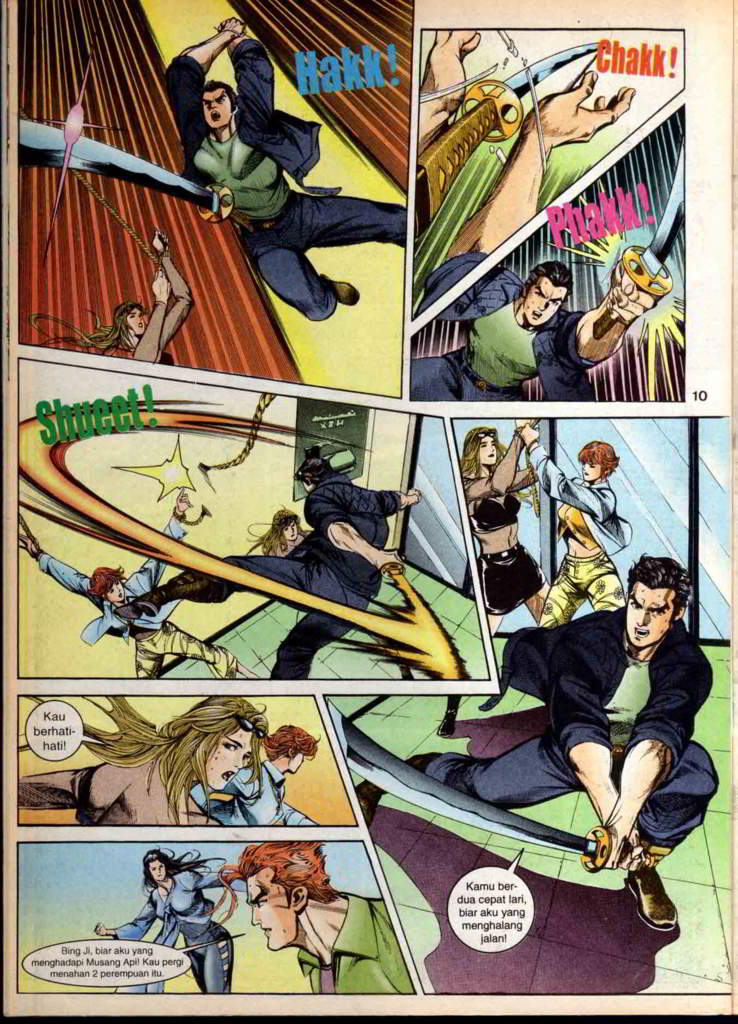 Hakk!
Chakk!
Phakk!
10
Shueet!
Kau
berhati-
hati!
Kamu ber-
dua cepat lari,
biar aku yang
menghalang
jalan!
Bing Ji, biar aku yang
menghadapi Musang Api! Kau pergi
menahan 2 perempuan itu.